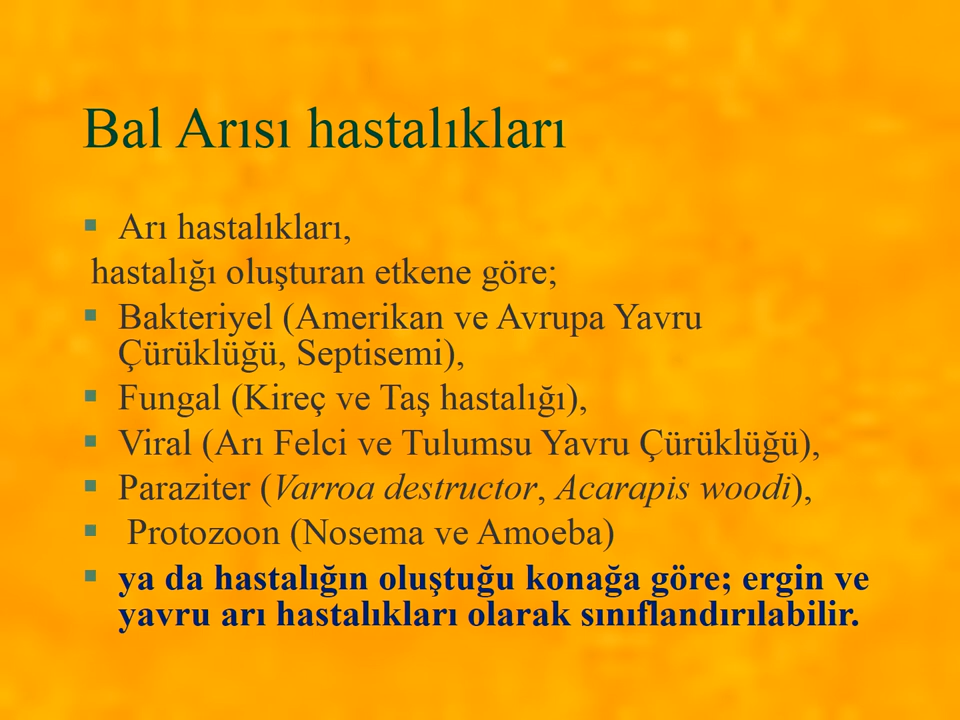 Bal Arısı hastalıkları
▪ Arı hastalıkları,
hastalığı oluşturan etkene göre;
▪ Bakteriyel (Amerikan ve Avrupa Yavru
Çürüklüğü, Septisemi),
▪ Fungal (Kireç ve Taş hastalığı),
▪ Viral (Arı Felci ve Tulumsu Yavru Çürüklüğü),
▪ Paraziter (Varroa destructor, Acarapis woodi),
▪ Protozoon (Nosema ve Amoeba)
▪ ya da hastalığın oluştuğu konağa göre; ergin ve
yavru arı hastalıkları olarak sınıflandırılabilir.